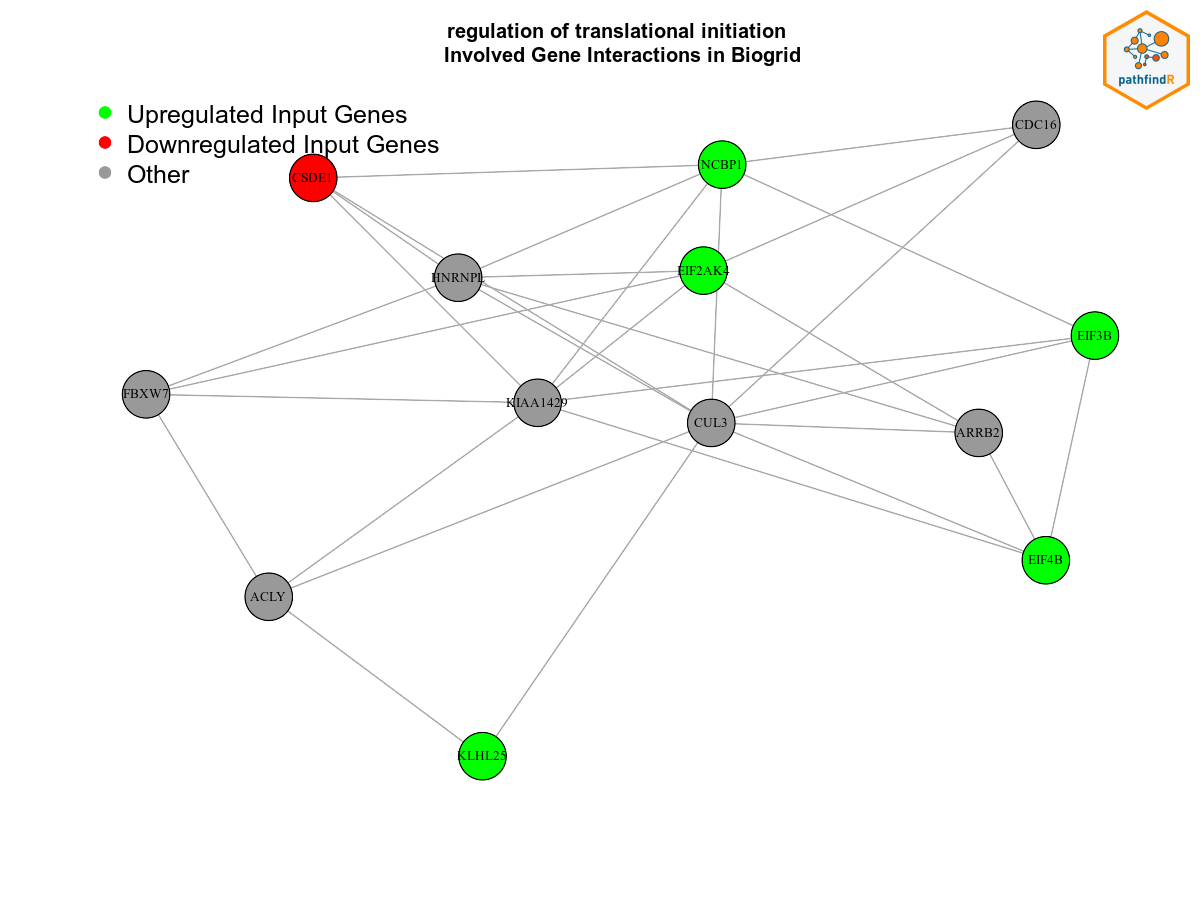 regulation of translational initiation
Involved Gene Interactions in Biogrid
pathfindR
Upregulated Input Genes
Downregulated Input Genes
Other
CDC16
NCBP1
CSDE1
EIF2AK4
HNRNPL
EIF3B
FBXW7
KIAA1429
CUL3
ARRB2
EIF4B
ACLY
KLHL25